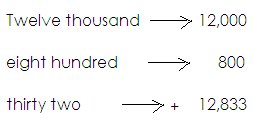 Twelve thousand 12,000
eight hundred 800
thirty two + 12,833